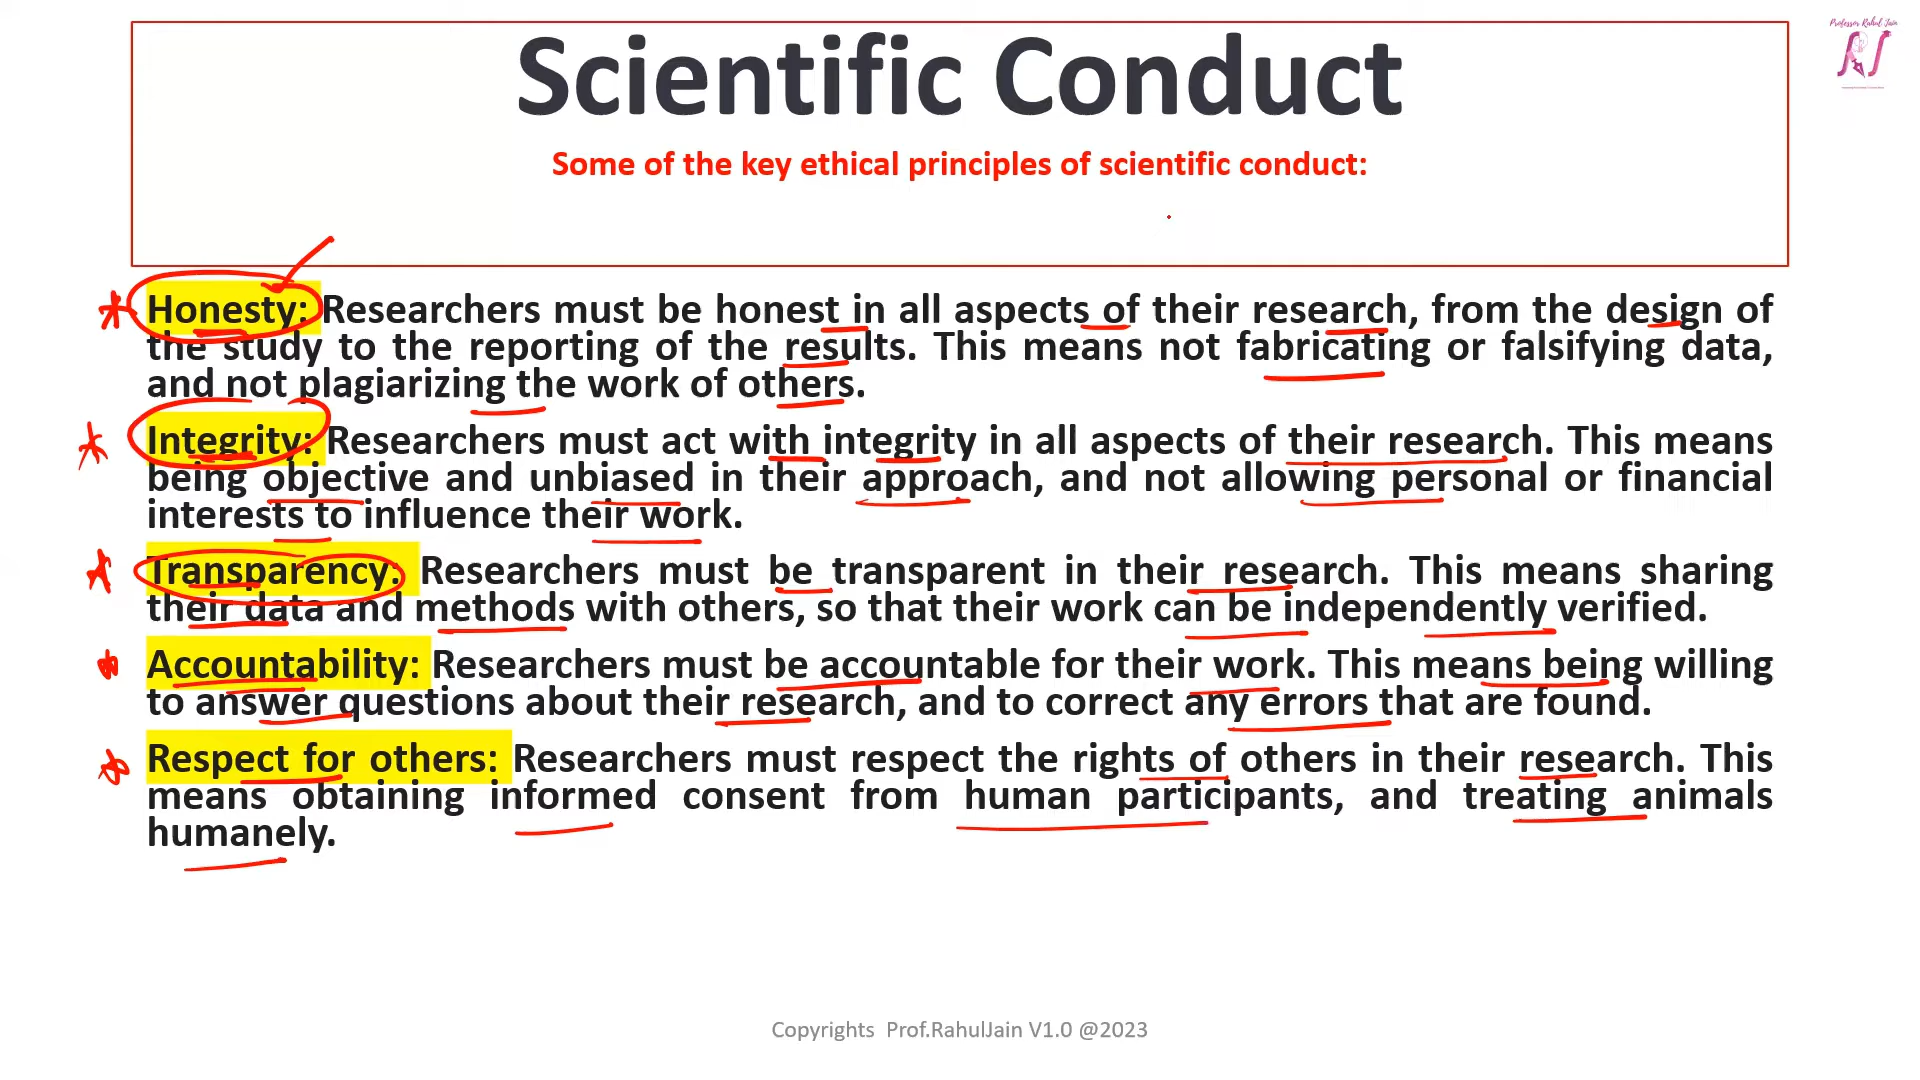 Professor Rahul Jain
Scientific Conduct
Some of the key ethical principles of scientific conduct:
Honesty: Researchers must be honest in all aspects of their research, from the design of
the study to the reporting of the results. This means not fabricating or falsifying data,
and not plagiarizing the work of others.
Integrity: Researchers must act with integrity in all aspects of their research. This means
being objective and unbiased in their approach, and not allowing personal or financial
interests to influence their work.
Transparency: Researchers must be transparent in their research. This means sharing
their data and methods with others, so that their work can be independently verified.
Accountability: Researchers must be accountable for their work. This means being willing
to answer questions about their research, and to correct any errors that are found.
Respect for others: Researchers must respect the rights of others in their research. This
means obtaining informed consent from human participants, and treating animals
humanely.
Copyrights Prof.RahulJain V1.0 @2023